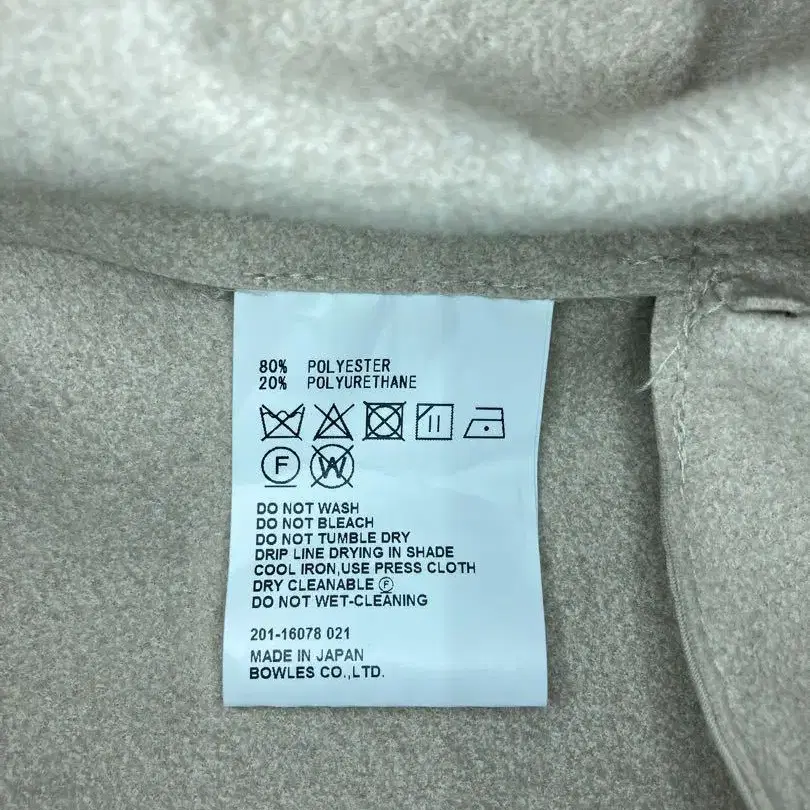 80% POLYESTER
20% POLYURETHANE
F W
DO NOT WASH
DO NOT BLEACH
DO NOT TUMBLE DRY
DRIP LINE DRYING IN SHADE
COOL IRON,USE PRESS CLOTH
DRY CLEANABLE Ⓕ
DO NOT WET-CLEANING
201-16078 021
MADE IN JAPAN
BOWLES CO.,LTD.